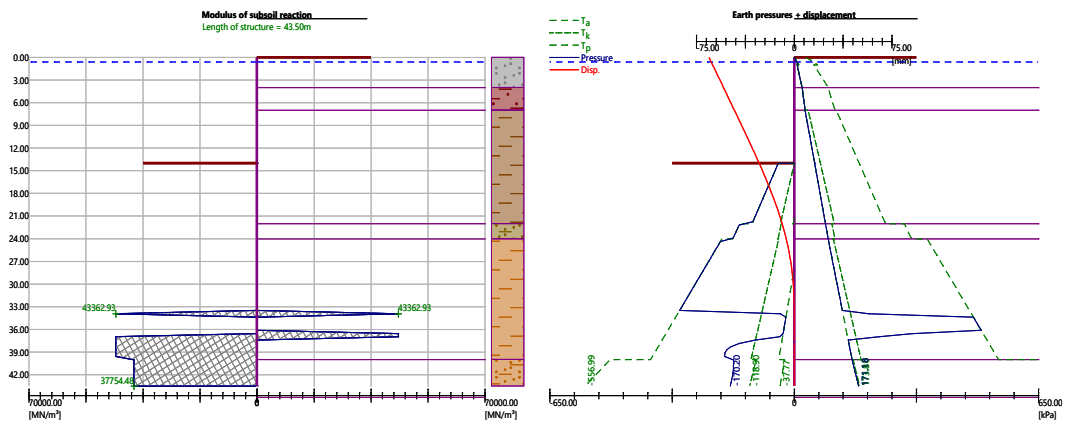 Modulus of subsoil reaction
Length of structure = 43.50m
0.00
3.00
6.00
9.00
12.00
15.00
18.00
21.00
24.00
27.00
30.00
33.00
36.00
39.00
42.00
43362.93
43362.93
37754.48
70000.00
0
70000.00
[MN/m³]
[MN/m³]
Earth pressures + displacement
Ta
Tk
Tp
Pressure
Disp.
-75.00
0
75.00
[mm]
-556.99
-170.20
-118.90
-37.77
-650.00
0
650.00
[kPa]